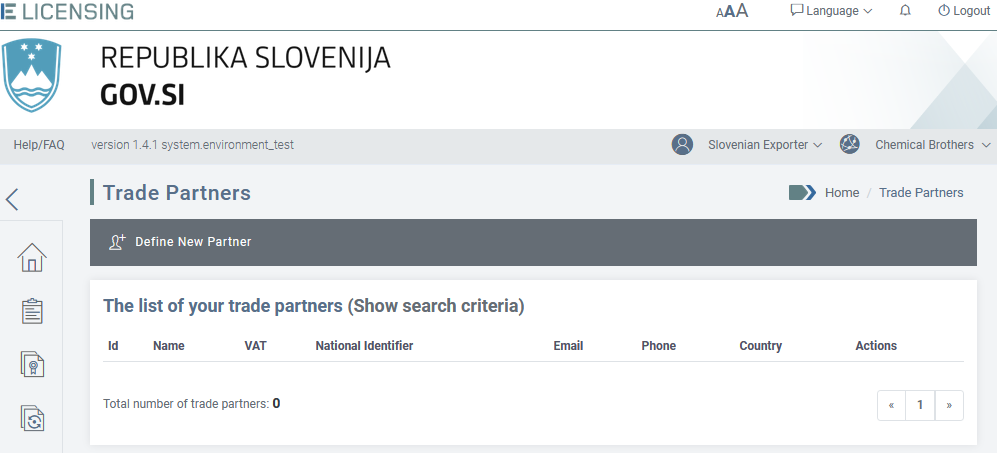 E LICENSING
AAA
Language
Logout
REPUBLIKA SLOVENIJA
GOV.SI
Help/FAQ
version 1.4.1 system.environment_test
Slovenian Exporter
Chemical Brothers
Trade Partners
Home / Trade Partners
Define New Partner
The list of your trade partners (Show search criteria)
Id Name VAT National Identifier Email Phone Country Actions
Total number of trade partners: 0
« 1 »